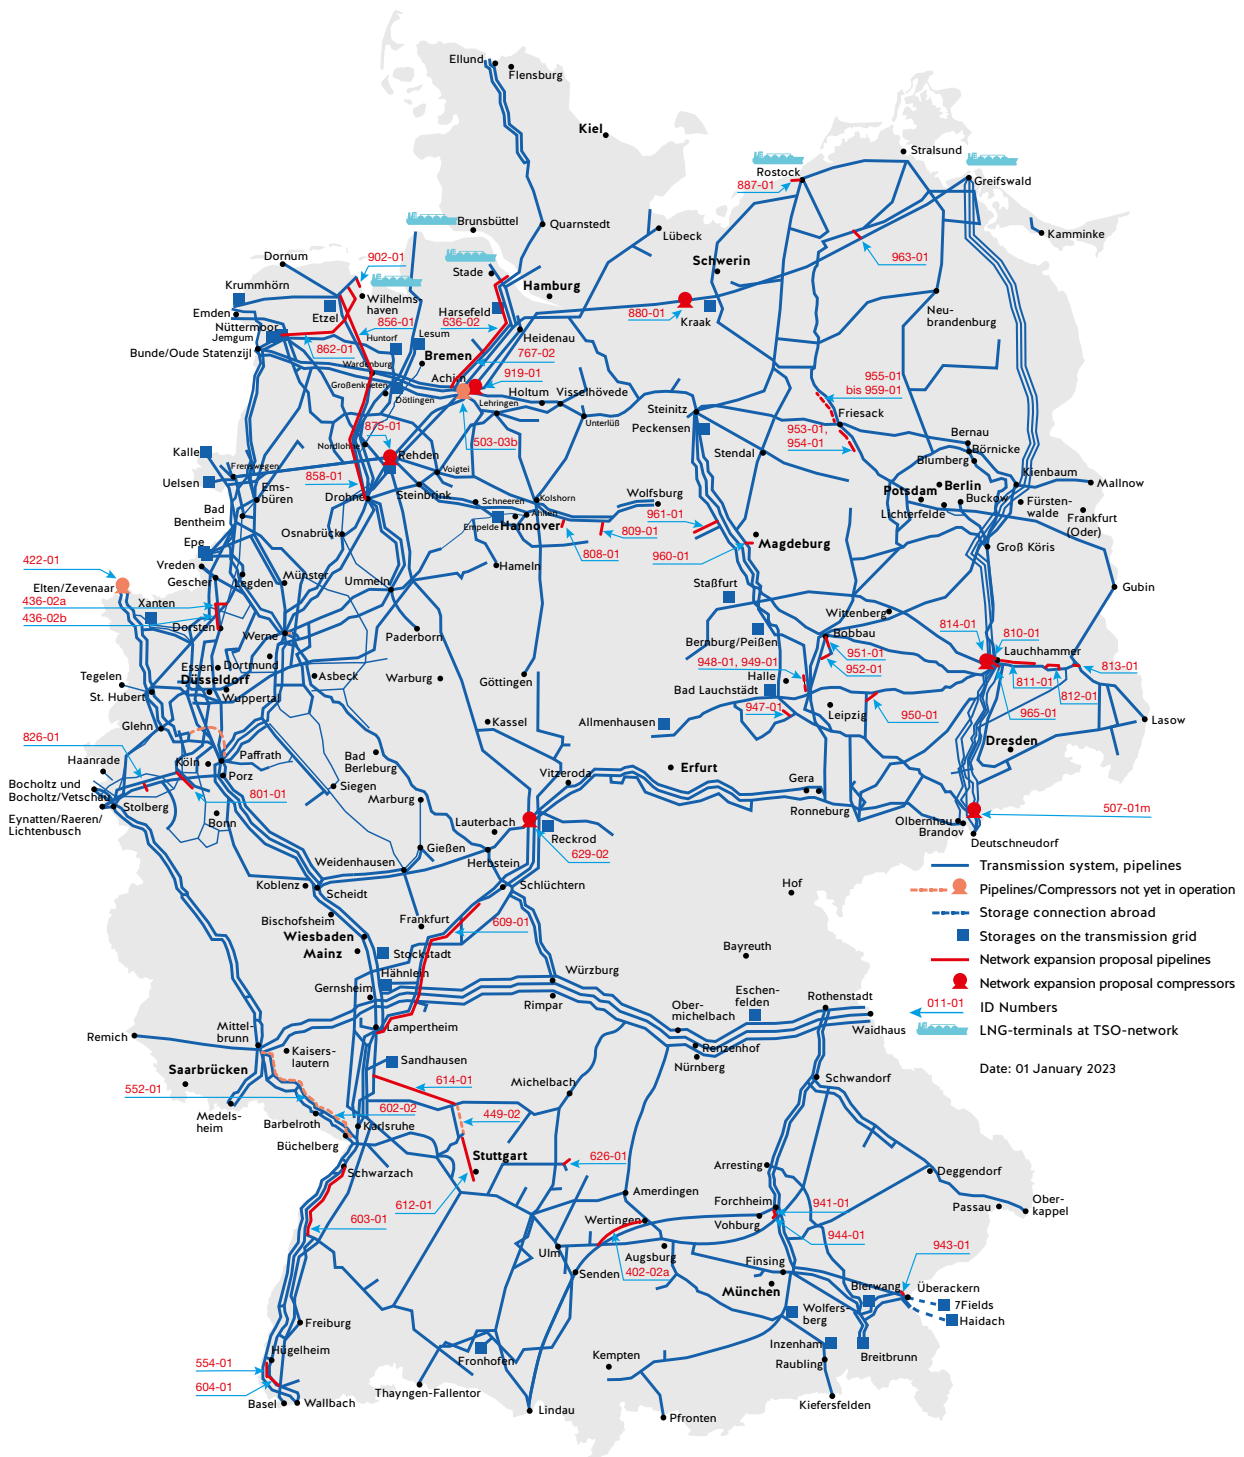 Ellund
Flensburg
Kiel
Stralsund
Rostock
887-01
Greifswald
Brunsbüttel
Quarnstedt
Lübeck
Kamminke
963-01
Dornum
902-01
Stade
Schwerin
Krummhörn
Wilhelms-
haven
Hamburg
Emden
Etzel
Harsefeld
880-01
Kraak
Neu-
brandenburg
Nüttermoor
Jemgum
856-01
636-02
Huntorf
Lesum
Heidenau
Bunde/Oude Statenzijl
862-01
Bremen
767-02
Wardenburg
Achim
919-01
955-01
bis 959-01
Großenkneten
Dötlingen
Holtum
Visselhövede
Lehringen
Steinitz
Friesack
Unterlüß
Peckensen
875-01
503-03b
953-01,
954-01
Bernau
Nordlohne
Börnicke
Kalle
Rehden
Stendal
Blumberg
Frenswegen
Voigtei
Kienbaum
Uelsen
858-01
Mallnow
Ems-
büren
Drohne
Steinbrink
Wolfsburg
Potsdam
Berlin
Schneeren
Kolshorn
Buckow
Fürsten-
walde
Bad
Bentheim
961-01
Lichterfelde
Frankfurt
(Oder)
Ahlten
Empelde
Hannover
Osnabrück
809-01
Magdeburg
Epe
808-01
960-01
Groß Köris
422-01
Vreden
Hameln
Gescher
Legden
Münster
Ummeln
Elten/Zevenaar
Staßfurt
Gubin
436-02a
Xanten
436-02b
Dorsten
Wittenberg
Werne
Paderborn
814-01
Bobbau
810-01
Bernburg/Peißen
Lauchhammer
951-01
Essen
Dortmund
948-01, 949-01
952-01
813-01
Tegelen
Düsseldorf
Asbeck
Warburg
Göttingen
Halle
811-01
St. Hubert
Wuppertal
Bad Lauchstädt
812-01
947-01
Leipzig
950-01
965-01
Glehn
Kassel
Allmenhausen
Lasow
826-01
Dresden
Paffrath
Bad
Berleburg
Haanrade
Köln
Erfurt
Porz
Vitzeroda
Gera
Bocholtz und
Bocholtz/Vetschau
Siegen
801-01
Marburg
Stolberg
Ronneburg
507-01m
Eynatten/Raeren/
Lichtenbusch
Bonn
Lauterbach
Reckrod
Olbernhau
Brandov
Gießen
Deutschneudorf
629-02
Weidenhausen
Herbstein
Transmission system, pipelines
Koblenz
Scheidt
Schlüchtern
Hof
Pipelines/Compressors not yet in operation
Bischofsheim
Frankfurt
609-01
Storage connection abroad
Wiesbaden
Storages on the transmission grid
Mainz
Stockstadt
Bayreuth
Network expansion proposal pipelines
Hähnlein
Würzburg
Network expansion proposal compressors
Gernsheim
Rimpar
Eschen-
felden
Rothenstadt
011-01
ID Numbers
Ober-
michelbach
Waidhaus
Remich
Mittel-
brunn
Lampertheim
LNG-terminals at TSO-network
Kaisers-
lautern
Renzenhof
Nürnberg
Sandhausen
Date: 01 January 2023
Saarbrücken
614-01
Michelbach
Schwandorf
552-01
602-02
449-02
Medels-
heim
Barbelroth
Karlsruhe
Büchelberg
Stuttgart
626-01
Arresting
Schwarzach
Deggendorf
612-01
Amerdingen
Forchheim
941-01
Passau
Ober-
kappel
603-01
Wertingen
Vohburg
944-01
Ulm
Augsburg
943-01
Senden
402-02a
Finsing
München
Bierwang
Überackern
7Fields
Freiburg
Wolfers-
berg
Haidach
Hügelheim
Inzenham
554-01
Fronhofen
Kempten
Raubling
Breitbrunn
604-01
Thayngen-Fallentor
Basel
Wallbach
Lindau
Pfronten
Kiefersfelden